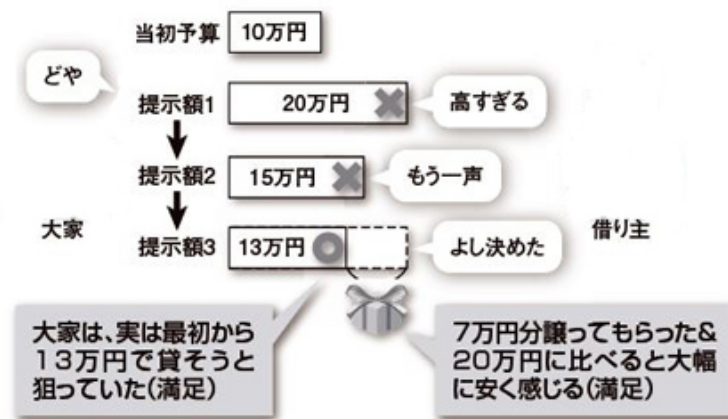 当初予算 10万円
どや
提示額1 20万円 高すぎる
提示額2 15万円 もう一声
大家
提示額3 13万円 よし決めた
借り主
大家は、実は最初から
13万円で貸そうと
狙っていた(満足)
7万円分譲ってもらった&
20万円に比べると大幅
に安く感じる(満足)